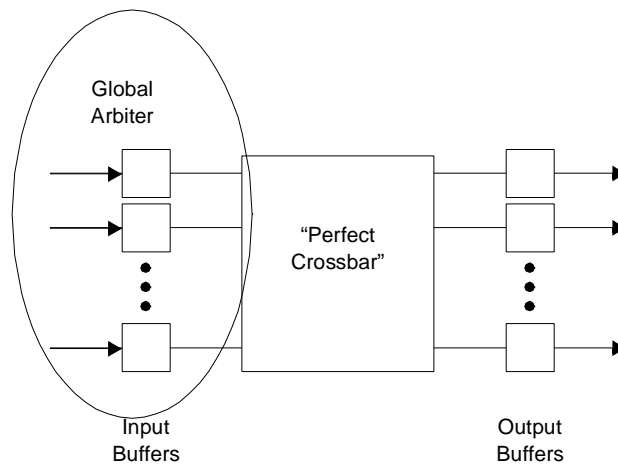 Global
Arbiter
“Perfect
Crossbar”
Input
Buffers
Output
Buffers